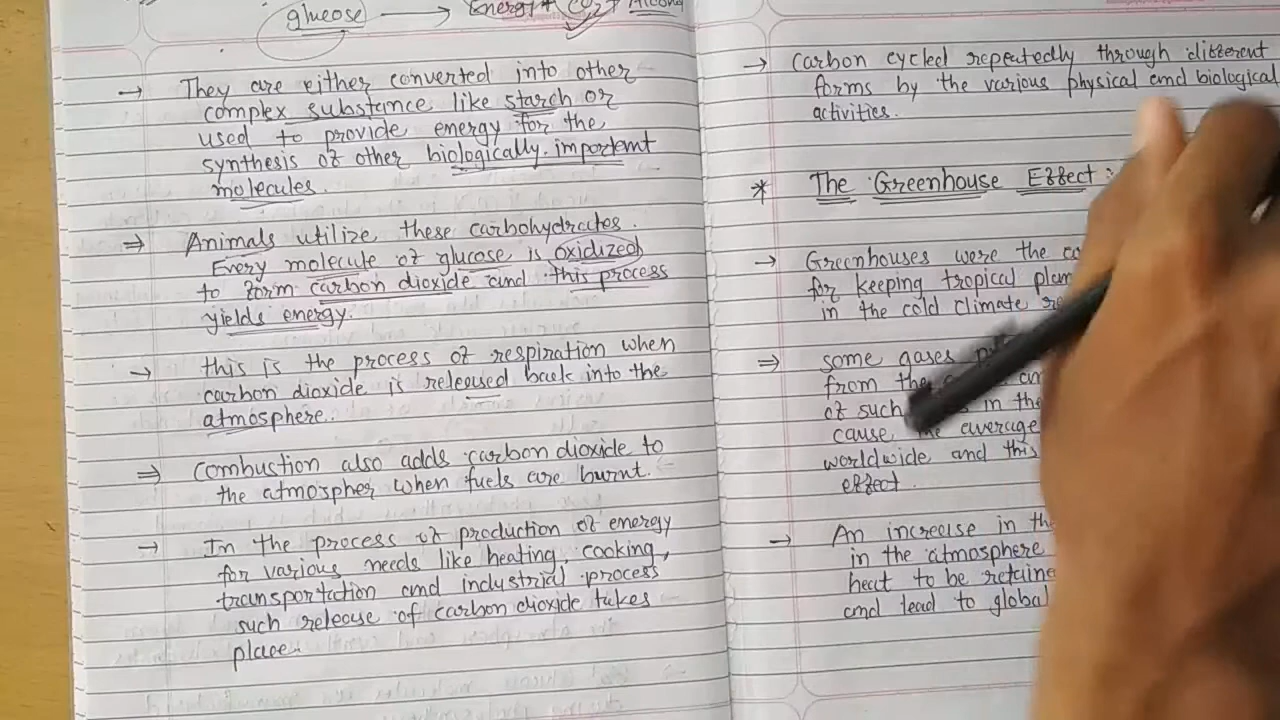 glucose → Energy + CO2 + Alcohol
→ They are either converted into other
complex substance like starch or
used to provide energy for the
synthesis of other biologically importent
molecules.
⇒ Animals utilize these carbohydrates.
Every molecule of glucose is oxidized
to form carbon dioxide and this process
yields energy.
→ this is the process of respiration when
carbon dioxide is released back into the
atmosphere.
⇒ combustion also adds carbon dioxide to
the atmospher when fuels are burnt.
→ In the process of production of energy
for various needs like heating, cooking,
transportation and industrial process
such release of carbon dioxide takes
place.
→ carbon cycled repeatedly through different
forms by the various physical and biological
activities.
* The Greenhouse Effect:
→ Greenhouses were the
for keeping tropical
in the cold climate
⇒ some gases
from the
of such in the
cause the average
worldwide and this
effect.
→ An increase in the
in the atmosphere
heat to be
and lead to global